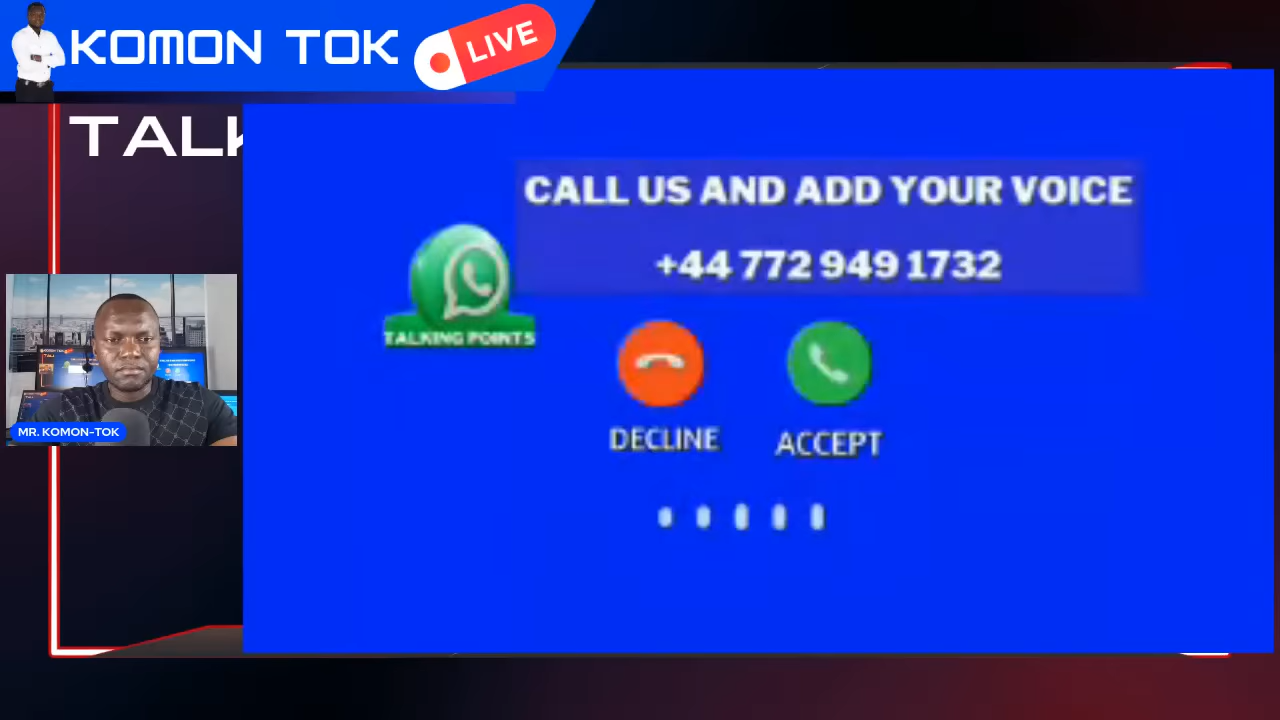 KOMON TOK
LIVE
TALK
CALL US AND ADD YOUR VOICE
+44 772 949 1732
TALKING POINTS
DECLINE
ACCEPT
MR. KOMON-TOK